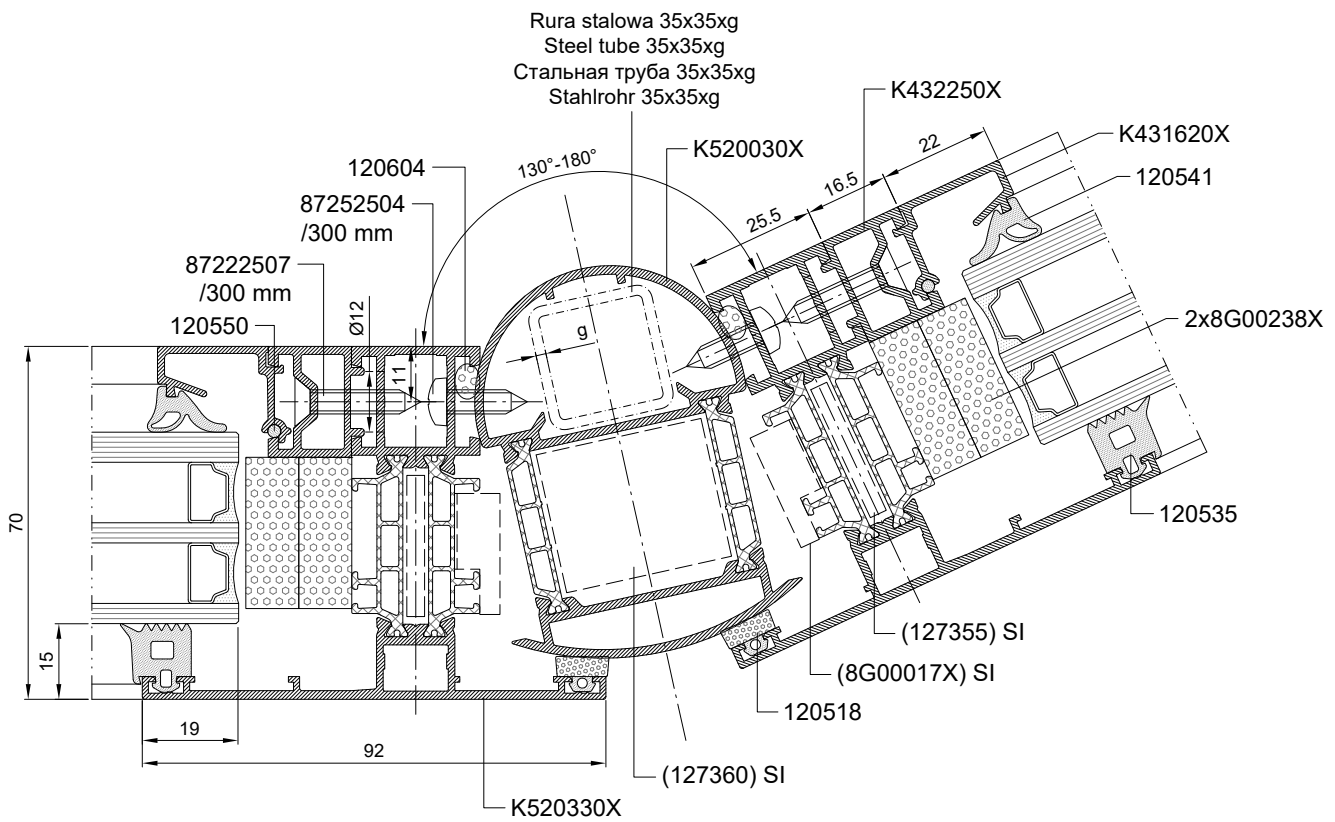 Rura stalowa 35x35xg
Steel tube 35x35xg
Стальная труба 35x35xg
Stahlrohr 35x35xg
K432250X
22
K431620X
K520030X
16.5
120604
130°-180°
120541
87252504
/300 mm
25.5
87222507
/300 mm
Ø12
120550
11
g
2x8G00238X
70
120535
15
(127355) SI
(8G00017X) SI
120518
19
92
(127360) SI
K520330X